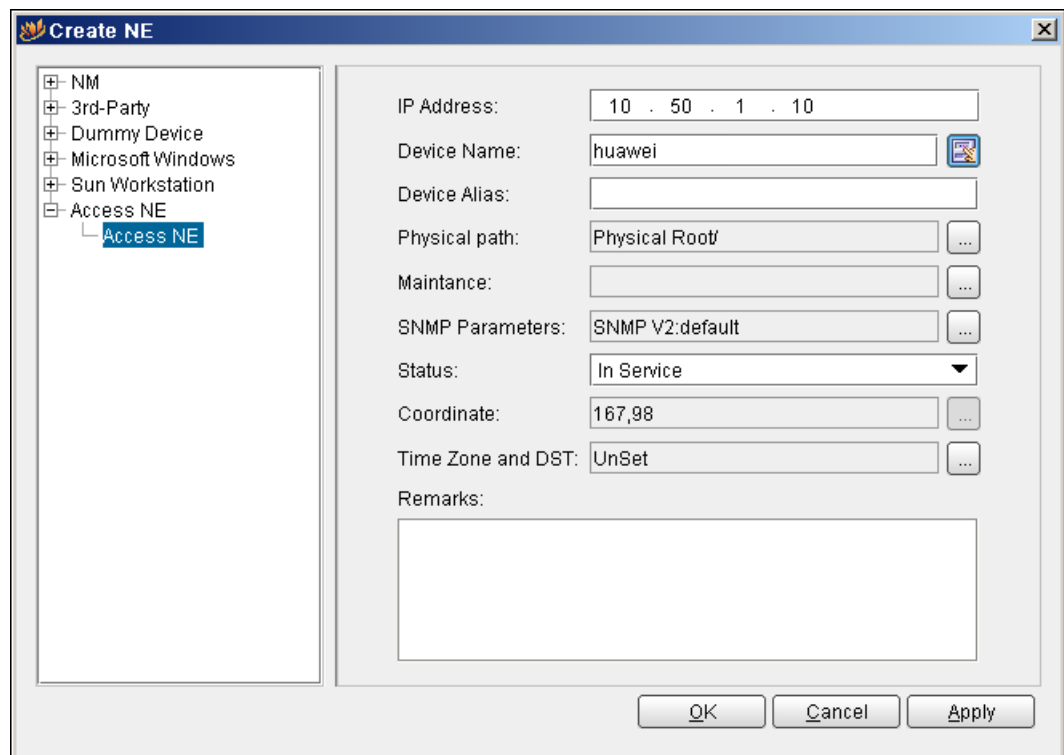 Create NE
NM
3rd-Party
Dummy Device
Microsoft Windows
Sun Workstation
Access NE
Access NE
IP Address: 10 . 50 . 1 . 10
Device Name: huawei
Device Alias:
Physical path: Physical Root/ ...
Maintance: ...
SNMP Parameters: SNMP V2:default ...
Status: In Service
Coordinate: 167,98 ...
Time Zone and DST: UnSet ...
Remarks:
OK Cancel Apply